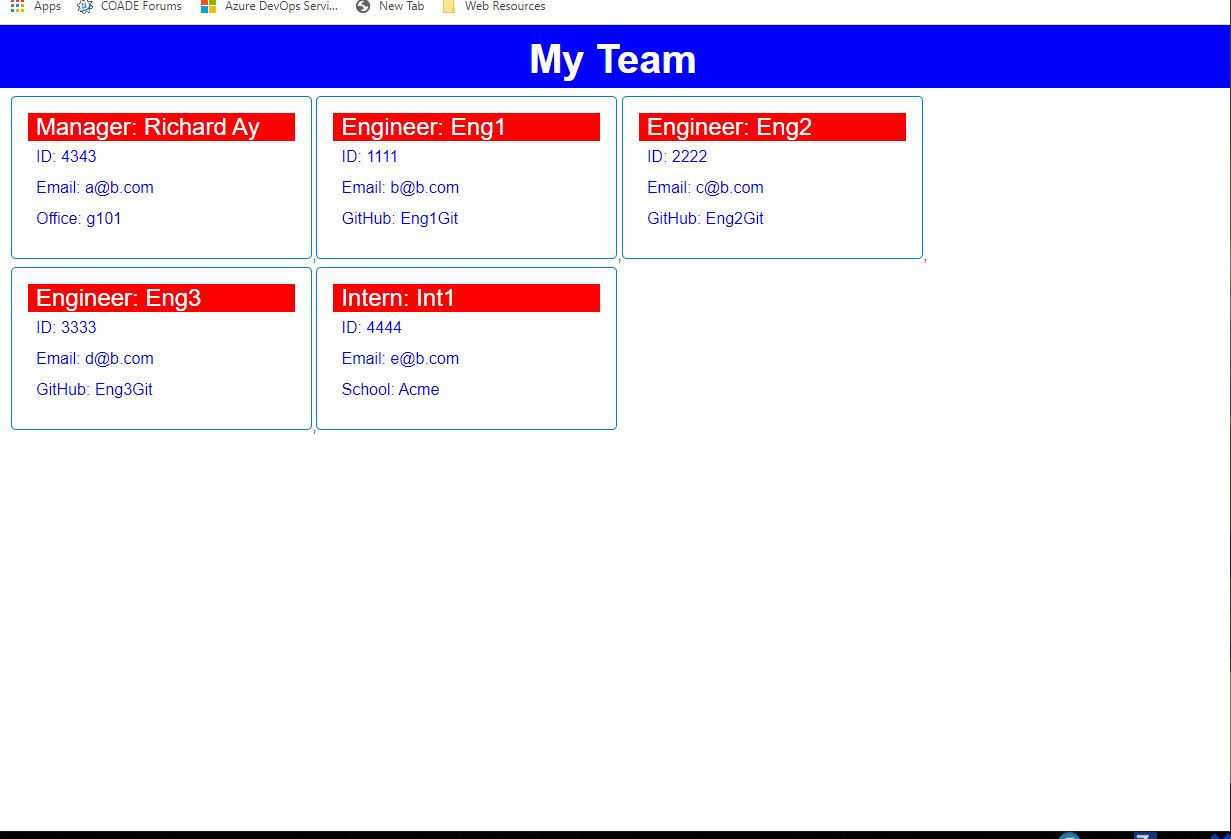 Apps COADE Forums Azure DevOps Servi... New Tab Web Resources
My Team
Manager: Richard Ay
ID: 4343
Email: a@b.com
Office: g101
,
Engineer: Eng1
ID: 1111
Email: b@b.com
GitHub: Eng1Git
,
Engineer: Eng2
ID: 2222
Email: c@b.com
GitHub: Eng2Git
,
Engineer: Eng3
ID: 3333
Email: d@b.com
GitHub: Eng3Git
,
Intern: Int1
ID: 4444
Email: e@b.com
School: Acme